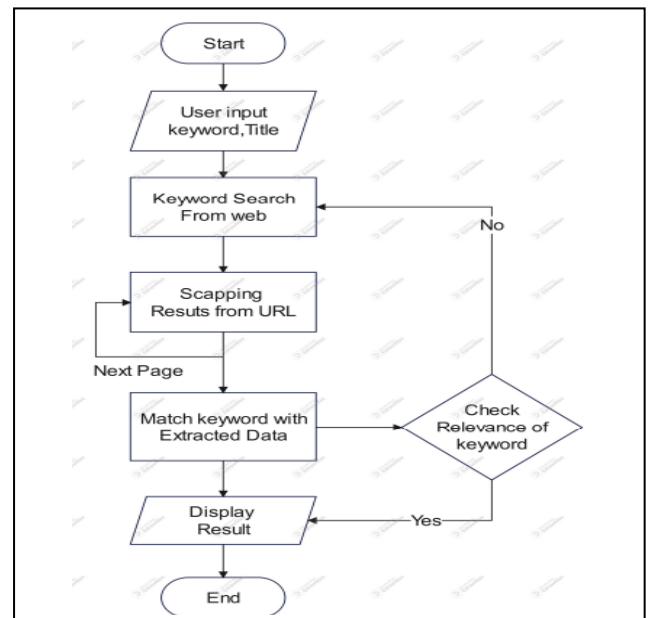 Start
User input
keyword,Title
Keyword Search
From web
No
Scapping
Resuts from URL
Next Page
Match keyword with
Extracted Data
Check
Relevance of
keyword
Display
Result
Yes
End